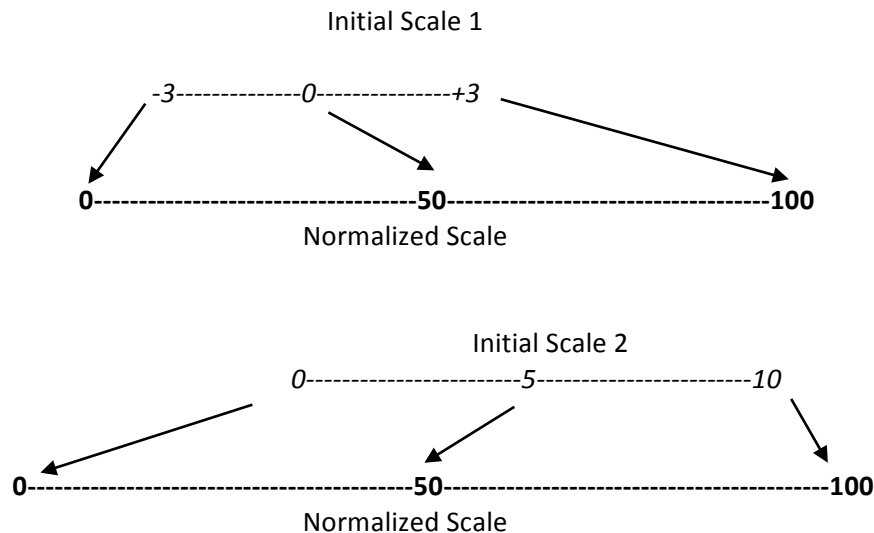 Initial Scale 1
-3--------------0---------------+3
0------------------------------------50------------------------------------100
Normalized Scale
Initial Scale 2
0------------------------5------------------------10
0-------------------------------------------50-------------------------------------------100
Normalized Scale